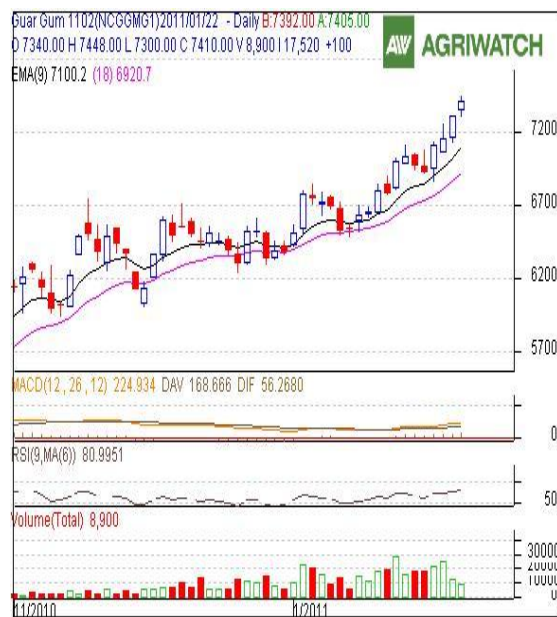 Guar Gum 1102(NCGGMG1)2011/01/22 - Daily B:7392.00 A:7405.00
O 7340.00 H 7448.00 L 7300.00 C 7410.00 V 8,900 I 17,520 +100
AW AGRIWATCH
EMA(9) 7100.2 (18) 6920.7
7200
6700
6200
5700
MACD(12,26,12) 224.934 DAV 168.666 DIF 56.2680
0
RSI(9,MA(6)) 80.9951
50
Volume(Total) 8,900
30000
20000
10000
0
11/2010 1/2011